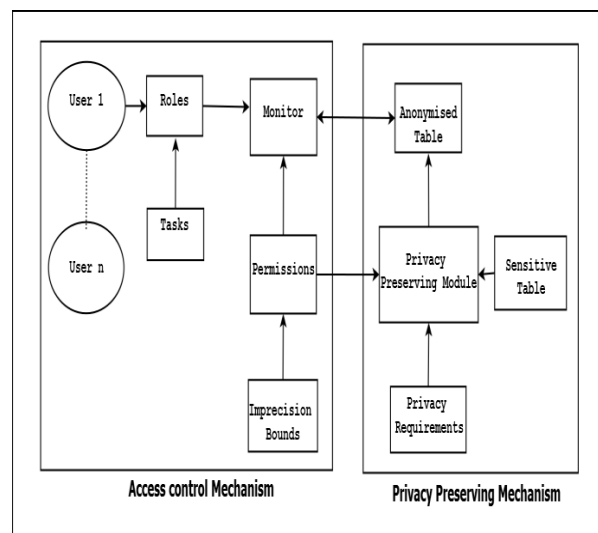 User 1
Roles
Monitor
Anonymised
Table
Tasks
User n
Permissions
Privacy
Preserving Module
Sensitive
Table
Imprecision
Bounds
Privacy
Requirements
Access control Mechanism
Privacy Preserving Mechanism